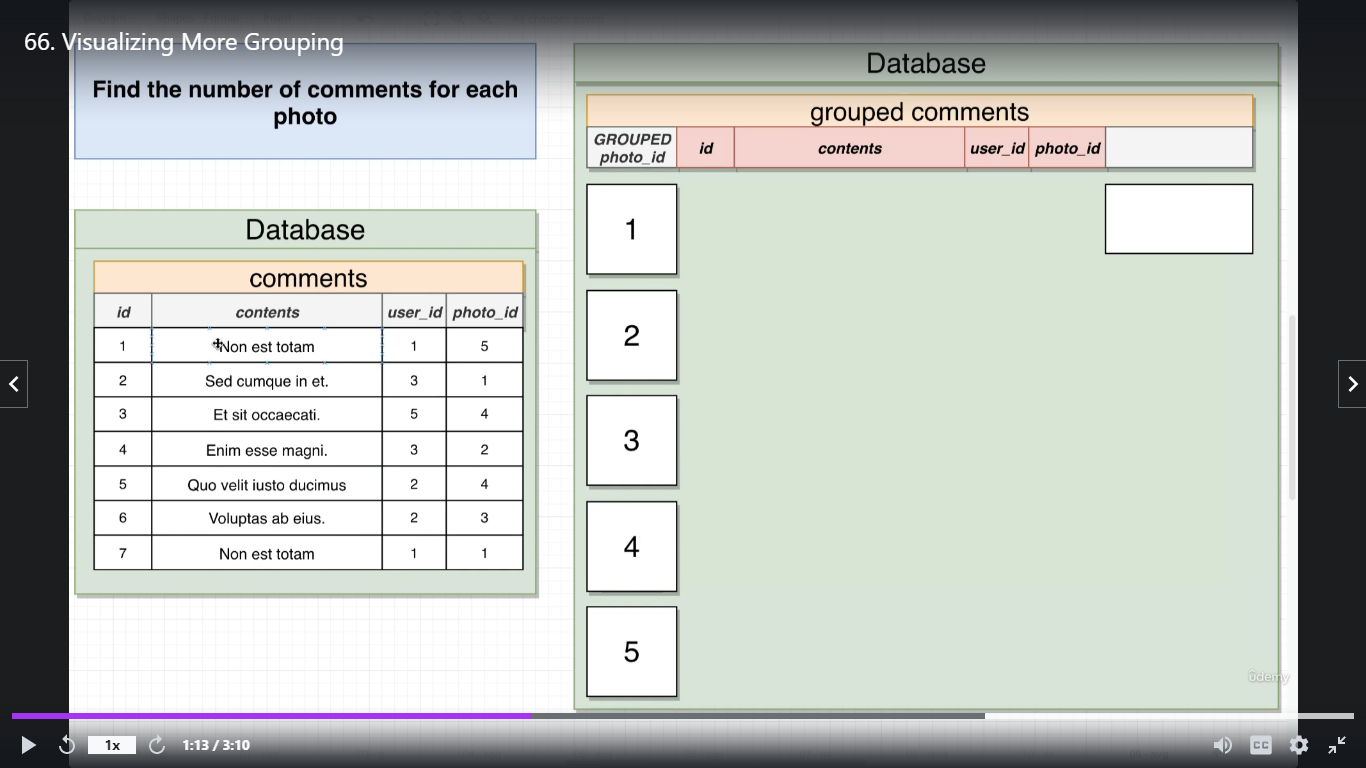 66. Visualizing More Grouping
Find the number of comments for each
photo
Database
comments
id contents user_id photo_id
1 Non est totam 1 5
2 Sed cumque in et. 3 1
3 Et sit occaecati. 5 4
4 Enim esse magni. 3 2
5 Quo velit iusto ducimus 2 4
6 Voluptas ab eius. 2 3
7 Non est totam 1 1
Database
grouped comments
GROUPED
photo_id id contents user_id photo_id
1
2
3
4
5
ûdemy
1x 1:13 / 3:10 CC